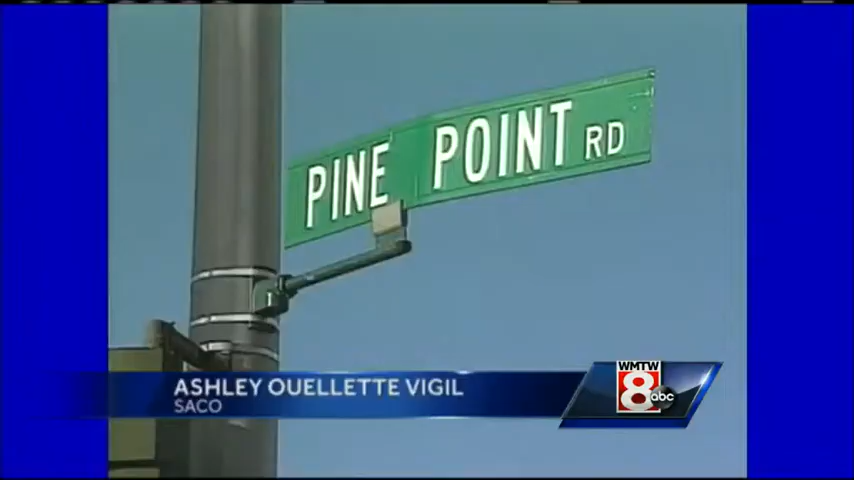 PINE POINT RD
ASHLEY OUELLETTE VIGIL
SACO
WMTW
8 abc